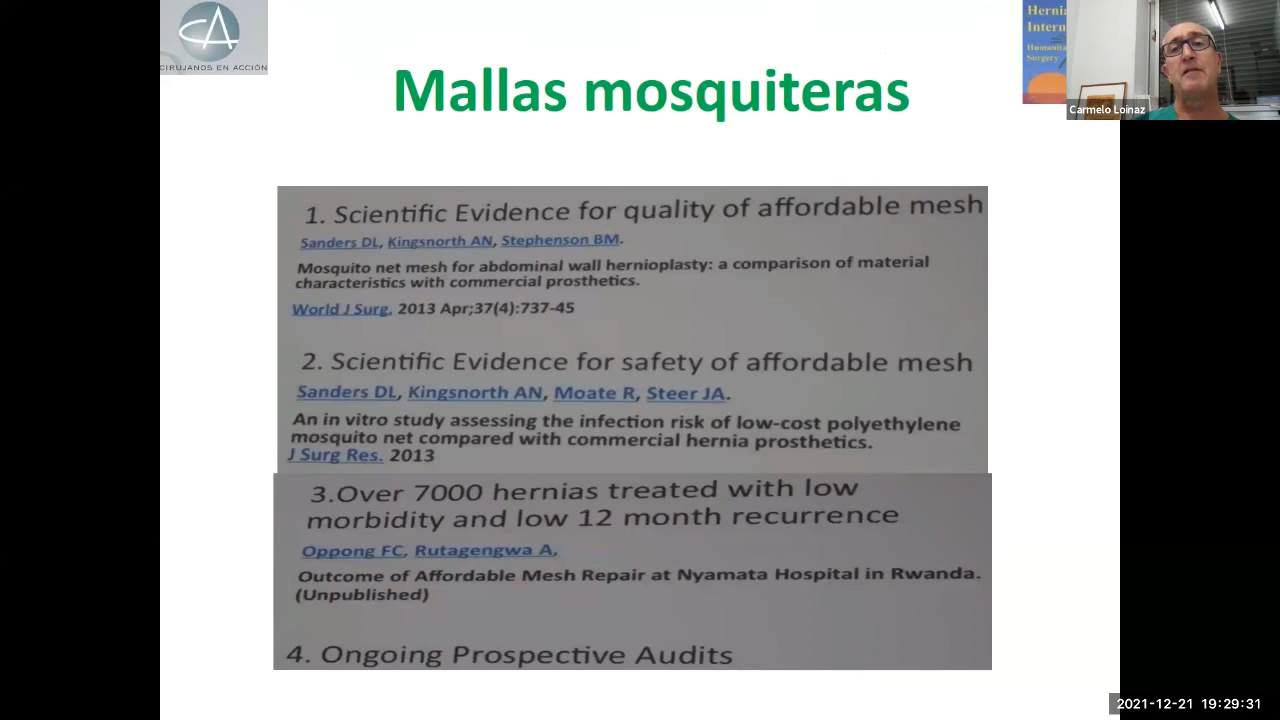 CIRUJANOS EN ACCIÓN
Mallas mosquiteras
Hernia
Intern
Humanita
Surgery
Carmelo Loinaz
1. Scientific Evidence for quality of affordable mesh
Sanders DL, Kingsnorth AN, Stephenson BM.
Mosquito net mesh for abdominal wall hernioplasty: a comparison of material
characteristics with commercial prosthetics.
World J Surg. 2013 Apr;37(4):737-45
2. Scientific Evidence for safety of affordable mesh
Sanders DL, Kingsnorth AN, Moate R, Steer JA.
An in vitro study assessing the infection risk of low-cost polyethylene
mosquito net compared with commercial hernia prosthetics.
J Surg Res. 2013
3.Over 7000 hernias treated with low
morbidity and low 12 month recurrence
Oppong FC, Rutagengwa A,
Outcome of Affordable Mesh Repair at Nyamata Hospital in Rwanda.
(Unpublished)
4. Ongoing Prospective Audits
2021-12-21 19:29:31